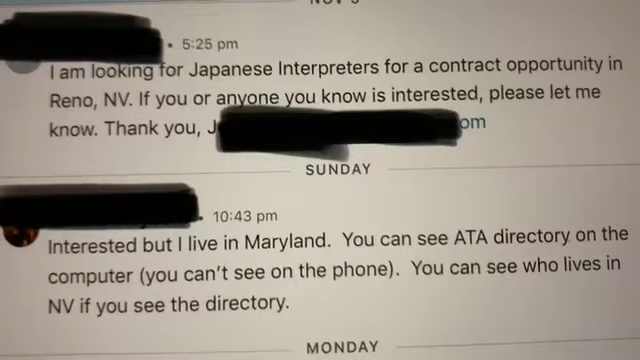 • 5:25 pm
I am looking for Japanese Interpreters for a contract opportunity in
Reno, NV. If you or anyone you know is interested, please let me
know. Thank you, J om
SUNDAY
10:43 pm
Interested but I live in Maryland. You can see ATA directory on the
computer (you can't see on the phone). You can see who lives in
NV if you see the directory.
MONDAY